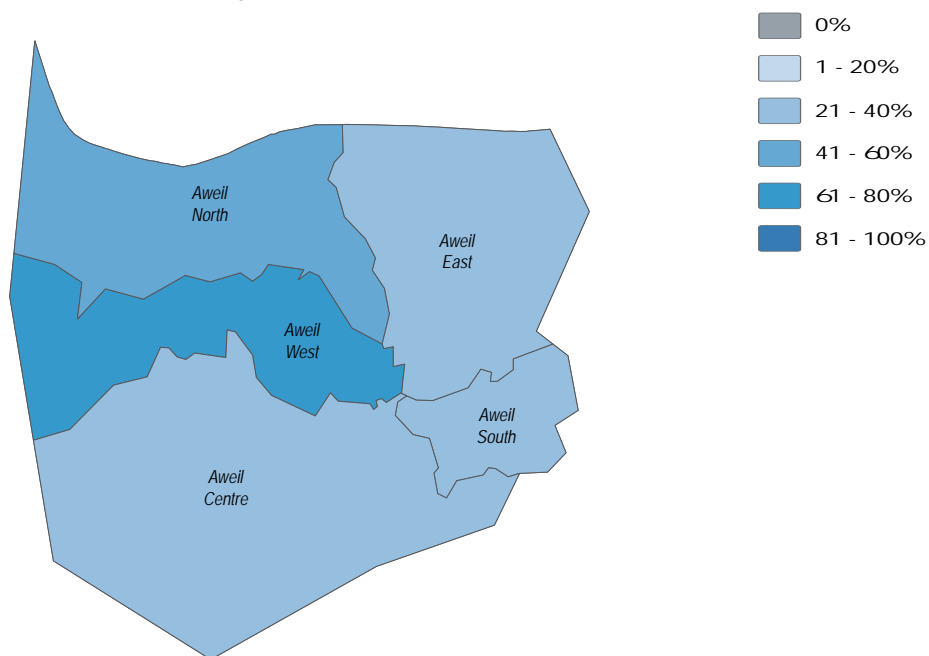 0%
1 - 20%
21 - 40%
41 - 60%
61 - 80%
81 - 100%
Aweil
North
Aweil
East
Aweil
West
Aweil
South
Aweil
Centre